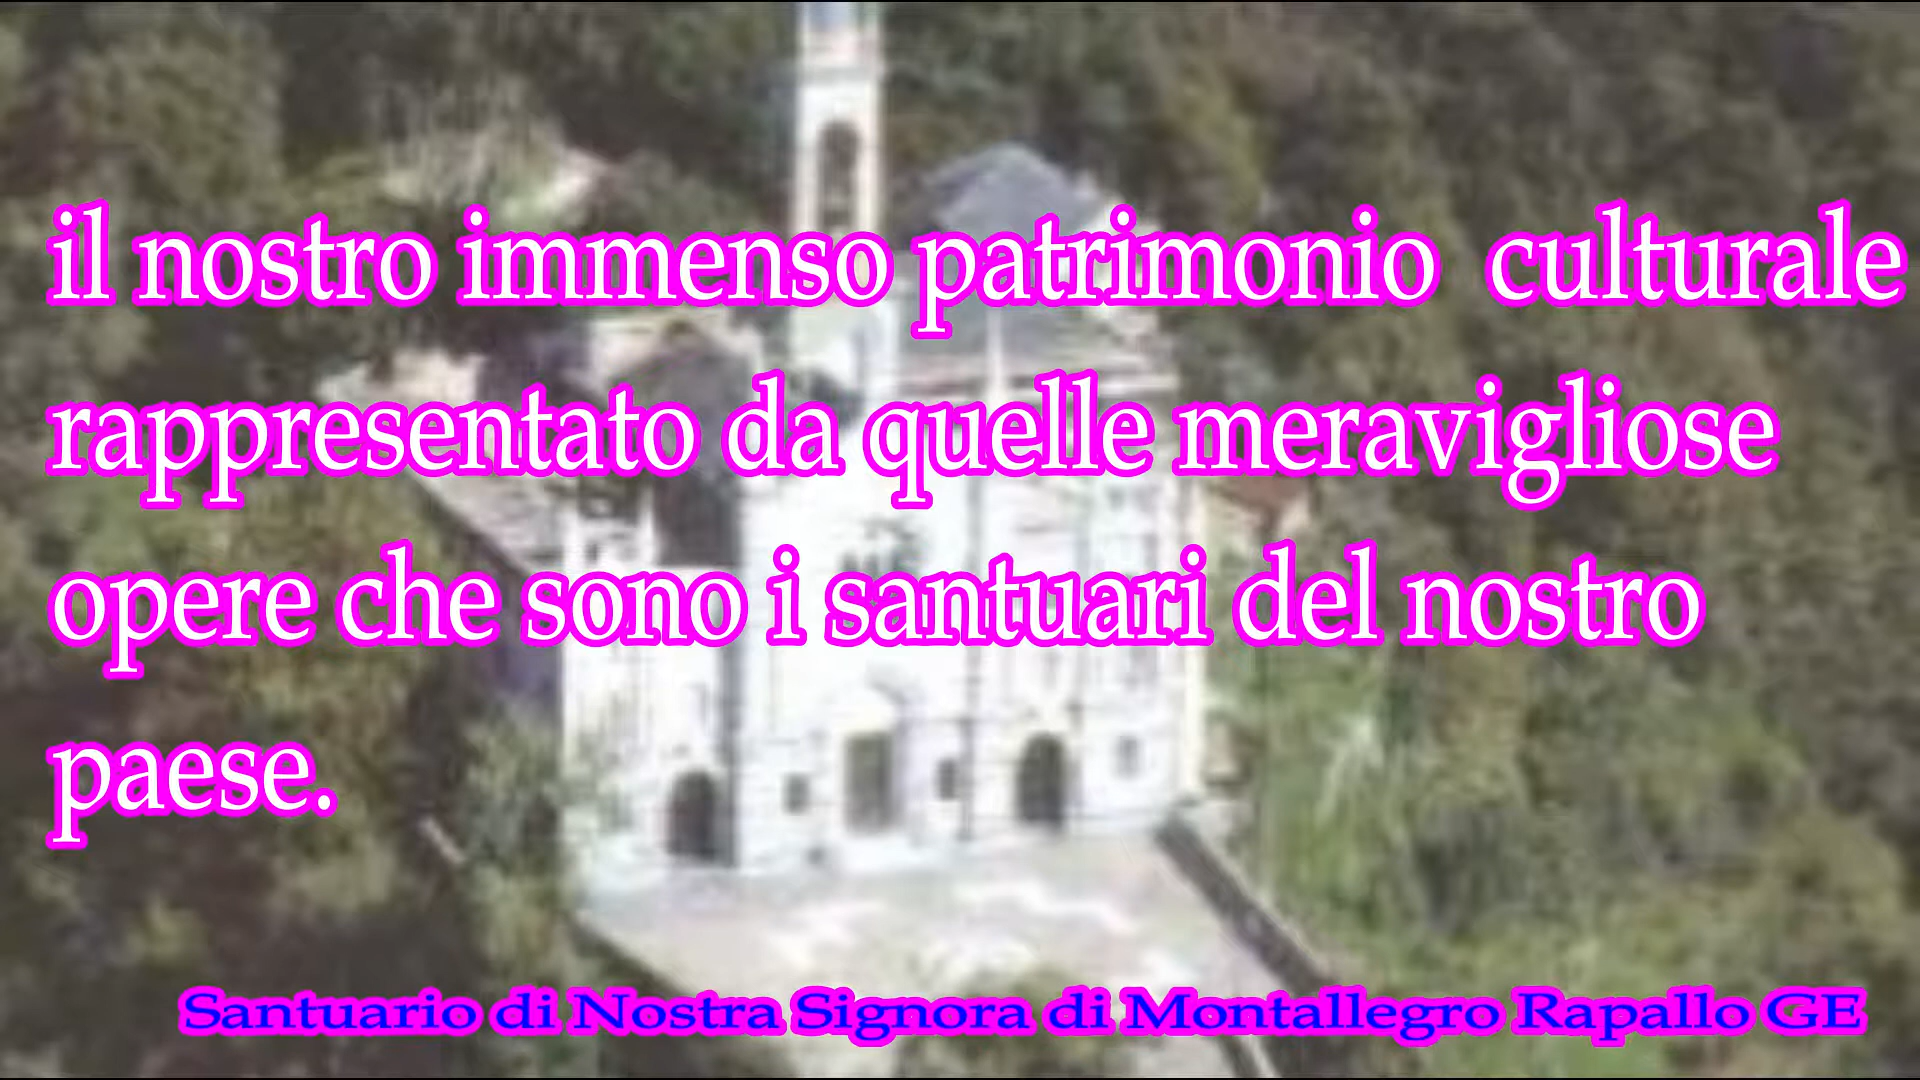 il nostro immenso patrimonio  culturale
rappresentato da quelle meravigliose
opere che sono i santuari del nostro
paese.
Santuario di Nostra Signora di Montallegro Rapallo GE